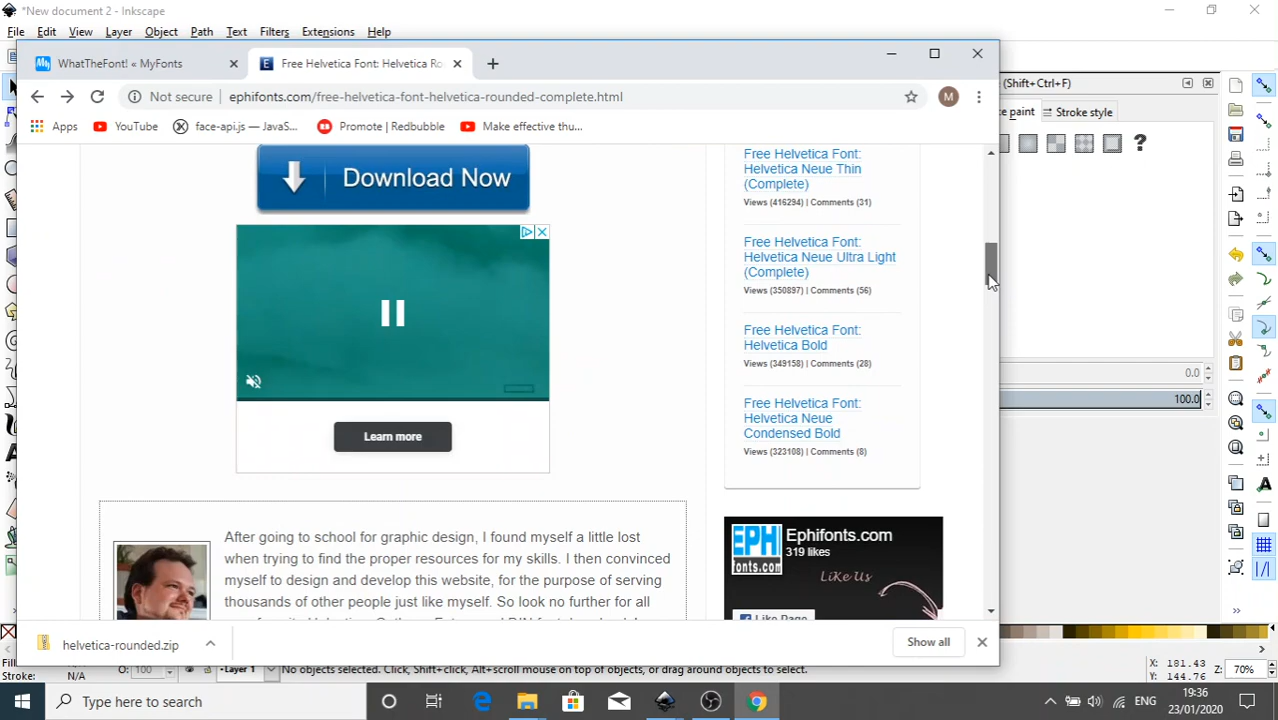 *New document 2 - Inkscape
File Edit View Layer Object Path Text Filters Extensions Help
WhatTheFont! « MyFonts
Free Helvetica Font: Helvetica Ro
(Shift+Ctrl+F)
Not secure ephifonts.com/free-helvetica-font-helvetica-rounded-complete.html
M
Stroke style
Apps YouTube face-api.js — JavaS... Promote | Redbubble Make effective thu...
Download Now
Free Helvetica Font:
Helvetica Neue Thin
(Complete)
Views (416294) | Comments (31)
Free Helvetica Font:
Helvetica Neue Ultra Light
(Complete)
Views (350897) | Comments (56)
Free Helvetica Font:
Helvetica Bold
Views (349158) | Comments (28)
Free Helvetica Font:
Helvetica Neue
Condensed Bold
Views (323108) | Comments (8)
0.0
100.0
Learn more
After going to school for graphic design, I found myself a little lost
when trying to find the proper resources for my skills. I then convinced
myself to design and develop this website, for the purpose of serving
thousands of other people just like myself. So look no further for all
EPH
fonts.com
Ephifonts.com
319 likes
Like Us
Like Page
helvetica-rounded.zip
Show all
Stroke: N/A
O: 100
Layer 1
No objects selected. Click, Shift+click, Alt+scroll mouse on top of objects, or drag around objects to select.
X: 181.43
Y: 144.76
Z: 70%
Type here to search
ENG
19:36
23/01/2020